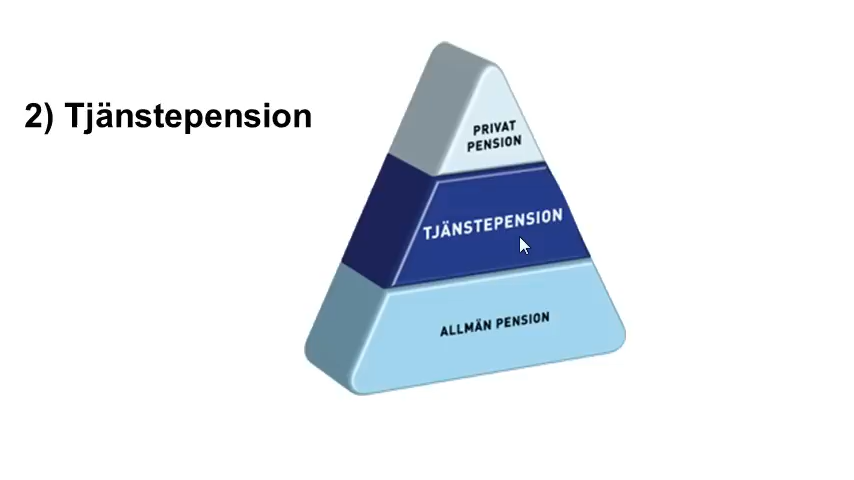 2) Tjänstepension
PRIVAT
PENSION
TJÄNSTEPENSION
ALLMÄN PENSION